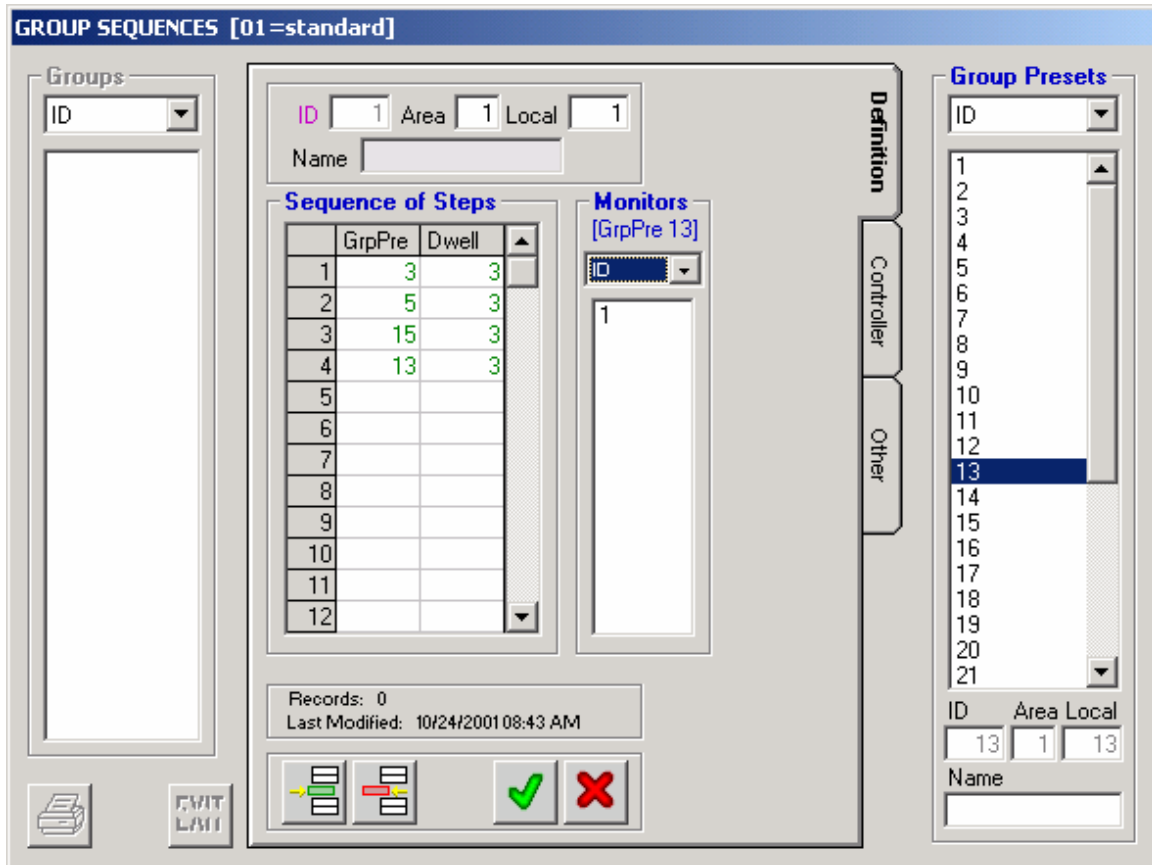 GROUP SEQUENCES [01=standard]
Groups
ID
ID 1 Area 1 Local 1
Name
Sequence of Steps
GrpPre Dwell
1 3 3
2 5 3
3 15 3
4 13 3
5
6
7
8
9
10
11
12
Monitors
[GrpPre 13]
ID
1
Records: 0
Last Modified: 10/24/2001 08:43 AM
Definition
Controller
Other
Group Presets
ID
1
2
3
4
5
6
7
8
9
10
11
12
13
14
15
16
17
18
19
20
21
ID Area Local
13 1 13
Name
EXIT